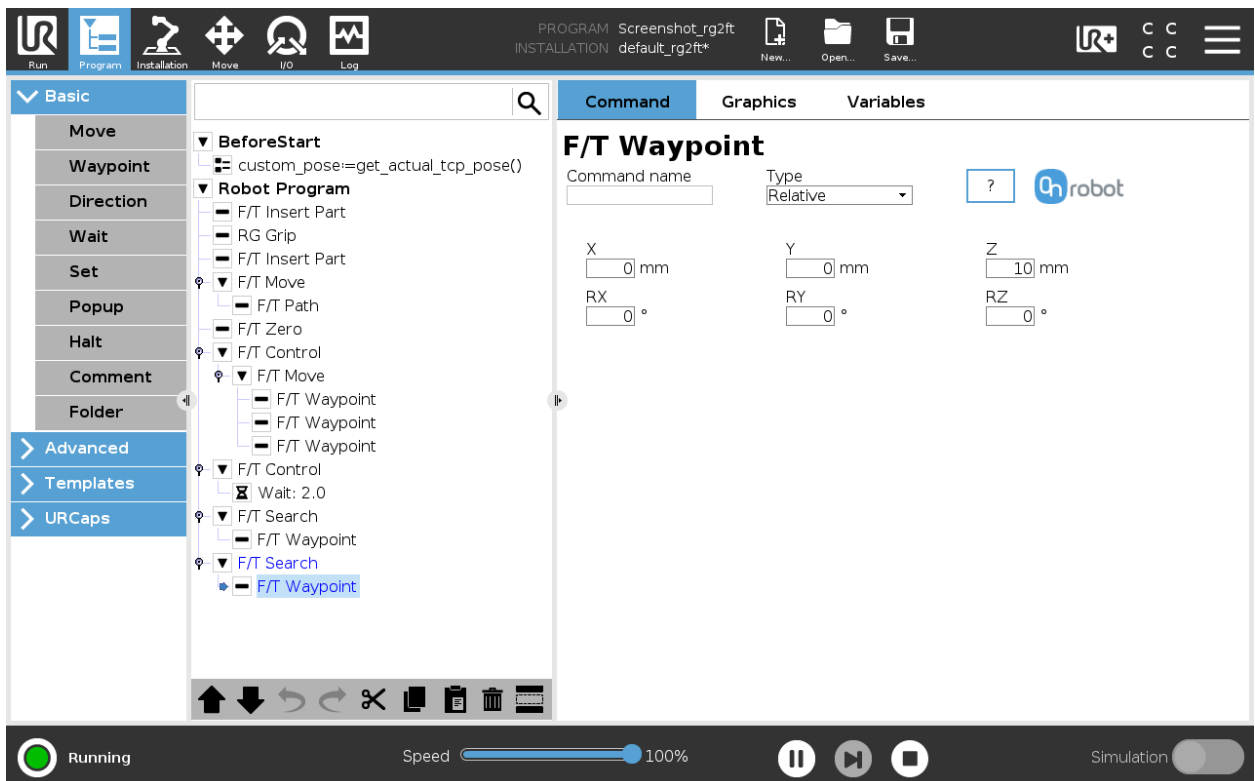 PROGRAM Screenshot_rg2ft
INSTALLATION default_rg2ft*
UR
Run
Program
Installation
Move
I/O
Log
New...
Open...
Save...
UR+
C C
C C
Basic
Move
Waypoint
Direction
Wait
Set
Popup
Halt
Comment
Folder
Advanced
Templates
URCaps
BeforeStart
custom_pose:=get_actual_tcp_pose()
Robot Program
F/T Insert Part
RG Grip
F/T Insert Part
F/T Move
F/T Path
F/T Zero
F/T Control
F/T Move
F/T Waypoint
F/T Waypoint
F/T Waypoint
F/T Control
Wait: 2.0
F/T Search
F/T Waypoint
F/T Search
F/T Waypoint
Command Graphics Variables
F/T Waypoint
Command name Type
Relative
?
OnRobot
X Y Z
0 mm 0 mm 10 mm
RX RY RZ
0 ° 0 ° 0 °
Running
Speed 100%
Simulation